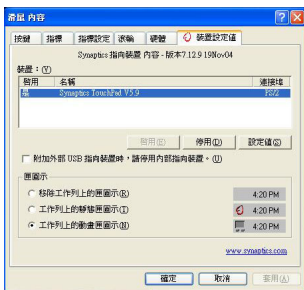 滑鼠 內容
按鍵 指標 指標設定 滾輪 硬體 裝置設定值
Synaptics 指向裝置 內容 - 版本7.12.9 19Nov04
裝置：(Y)
啓用 名稱 連接埠
是 Synaptics TouchPad V5.9 PS/2
啓用(E) 停用(D) 設定值(S)
附加外部 USB 指向裝置時，請停用內部指向裝置。(U)
匣圖示
移除工作列上的匣圖示(R) 4:20 PM
工作列上的靜態匣圖示(T) 4:20 PM
工作列上的動畫匣圖示(M) 4:20 PM
www.synaptics.com
確定 取消 套用(A)